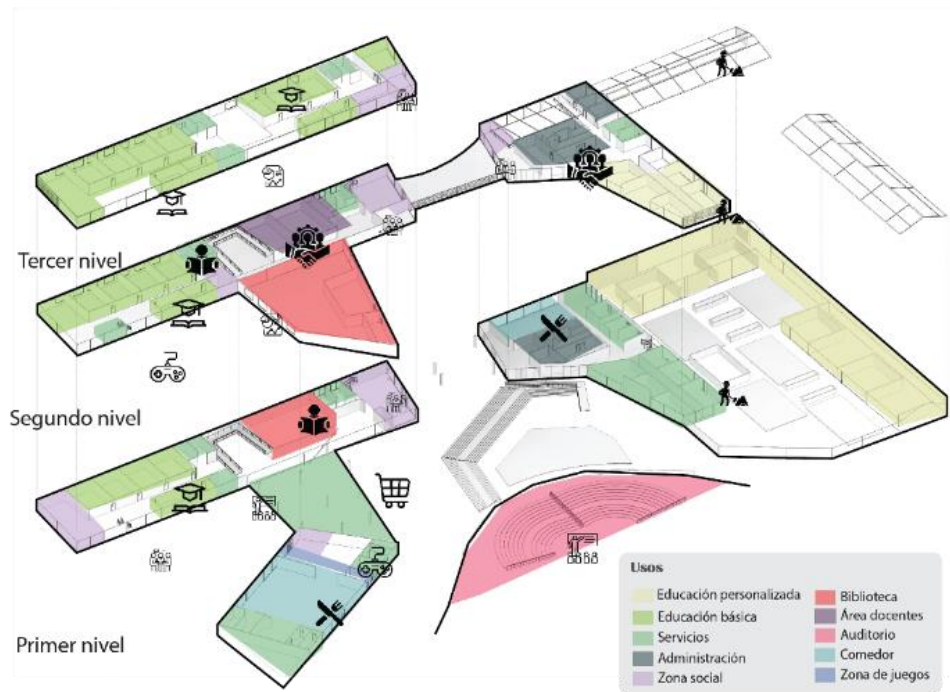 Tercer nivel
Segundo nivel
Primer nivel
Usos
Educación personalizada
Educación básica
Servicios
Administración
Zona social
Biblioteca
Área docentes
Auditorio
Comedor
Zona de juegos